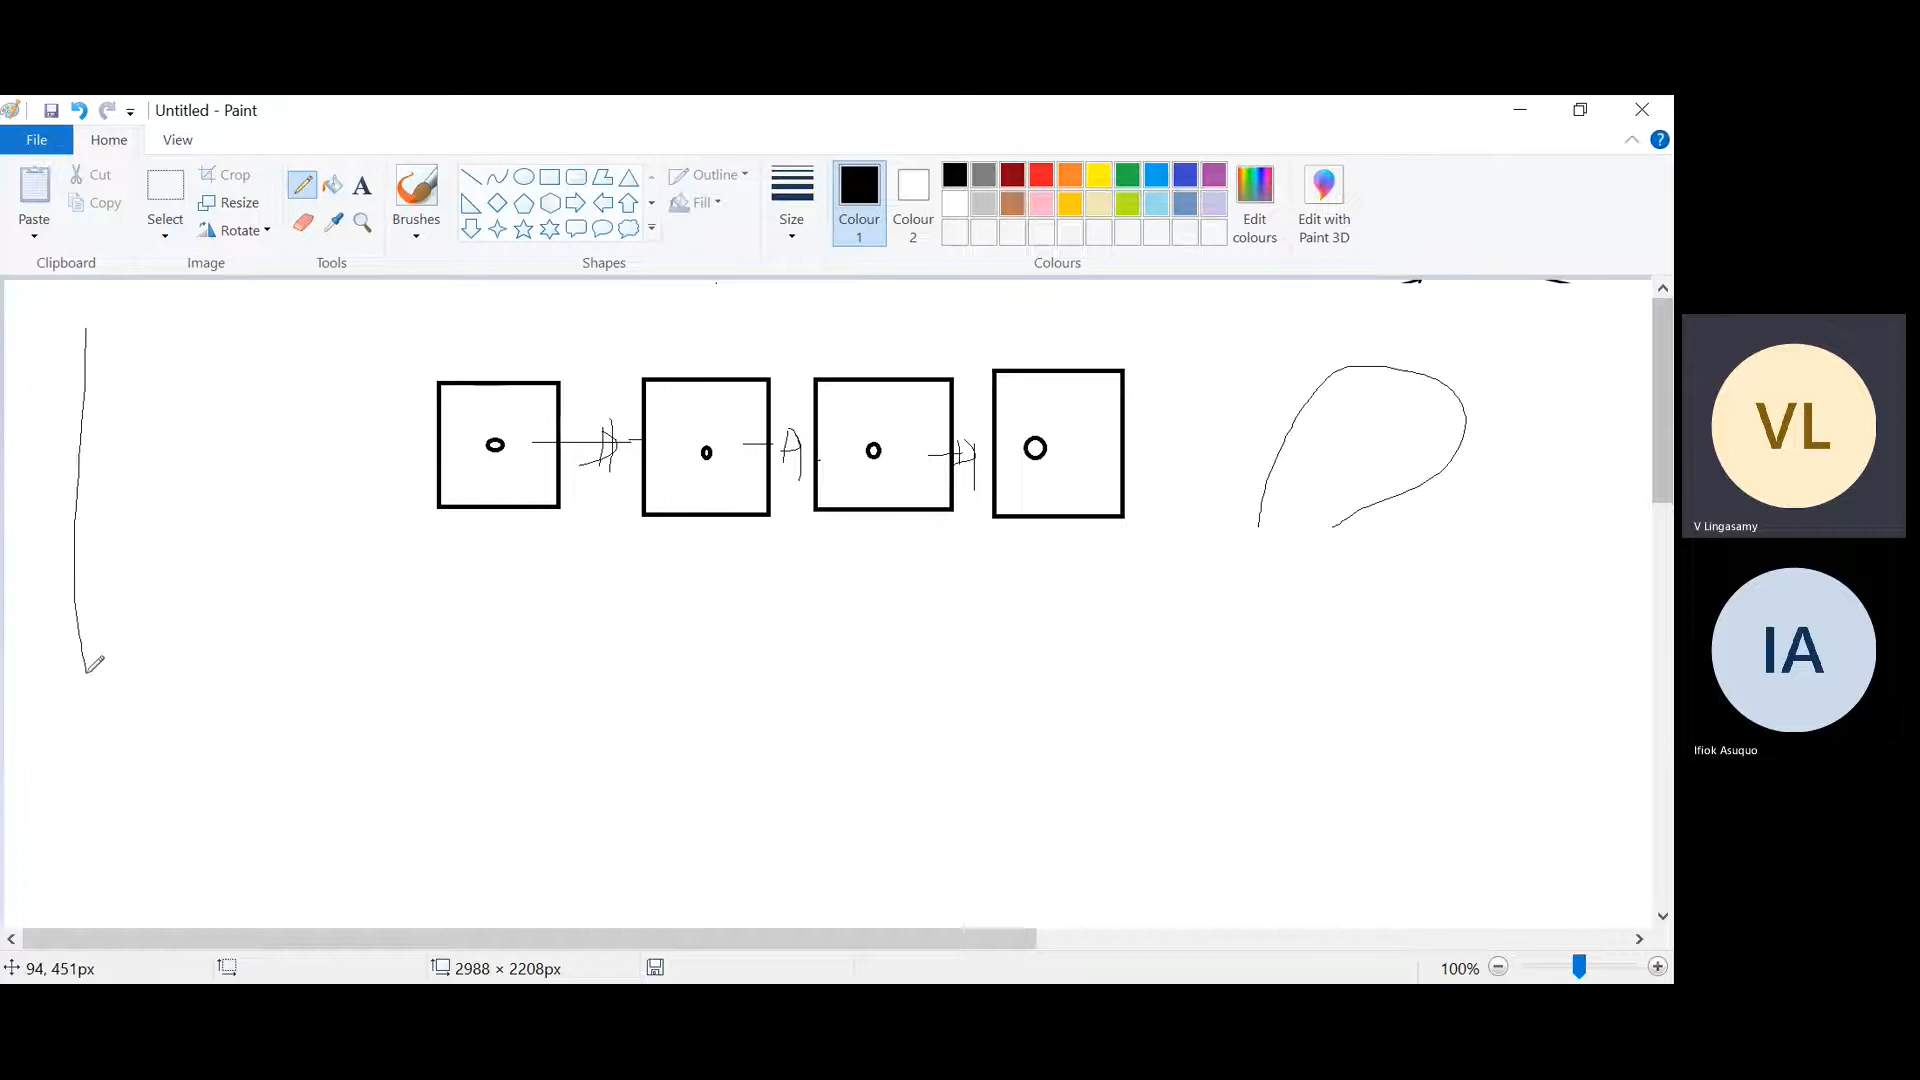 Untitled - Paint
File Home View
Paste
Cut
Copy
Clipboard
Select
Crop
Resize
Rotate
Image
A
Tools
Brushes
Shapes
Outline
Fill
Size
Colour 1
Colour 2
Edit colours
Edit with Paint 3D
Colours
VL
V Lingasamy
IA
Ifiok Asuquo
94, 451px
2988 × 2208px
100%